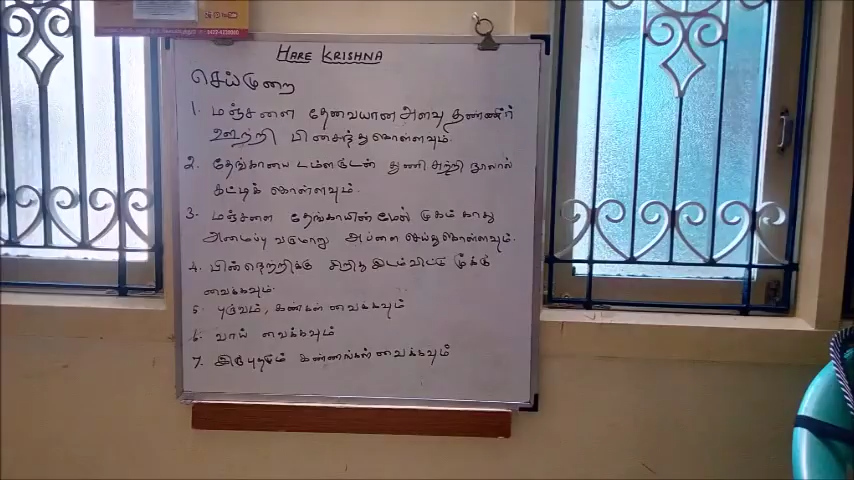 HARE KRISHNA
செய்முறை
1. மஞ்சளை தேவையான அளவு தண்ணீர்
ஊற்றி பிசைந்துகொள்ளவும்.
2. தேங்காயை டம்ளருடன் துணி சுற்றி நூலால்
கட்டிக் கொள்ளவும்.
3. மஞ்சளை தேங்காயின் மேல் முகம் காது
அமைப்பு வருமாறு அப்ளை செய்துகொள்ளவும்.
4. பின் நெற்றிக்கு சிறிது இடம்விட்டு மூக்கு
வைக்கவும்.
5. புருவம், கண்கள் வைக்கவும்
6. வாய் வைக்கவும்
7. இருபுறமும் கன்னங்கள் வைக்கவும்